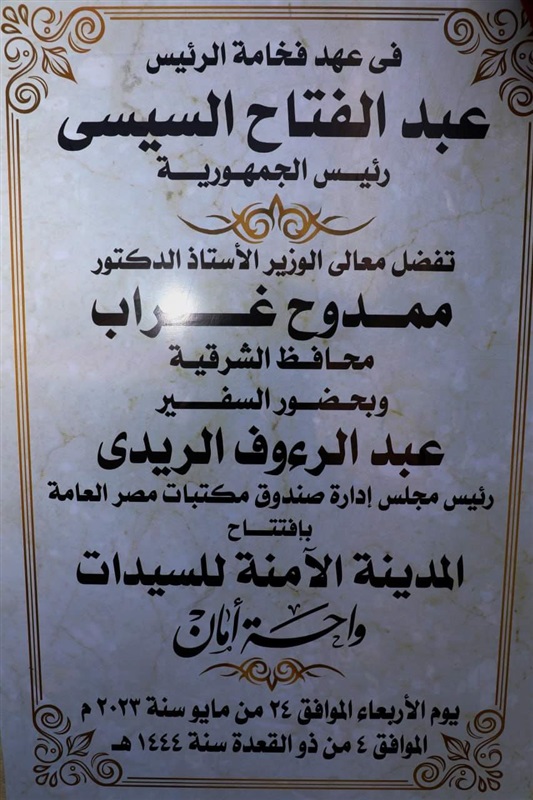 فى عهد فخامة الرئيس
عبد الفتاح السيسى
رئيس الجمهورية
تفضل معالى الوزير الأستاذ الدكتور
ممدوح غراب
محافظ الشرقية
وبحضور السفير
عبد الرءوف الريدى
رئيس مجلس إدارة صندوق مكتبات مصر العامة
بإفتتاح
المدينة الآمنة للسيدات
واحة أمان
يوم الأربعاء الموافق ٢٤ من مايو سنة ٢٠٢٣ م
الموافق ٤ من ذو القعدة سنة ١٤٤٤ هـ